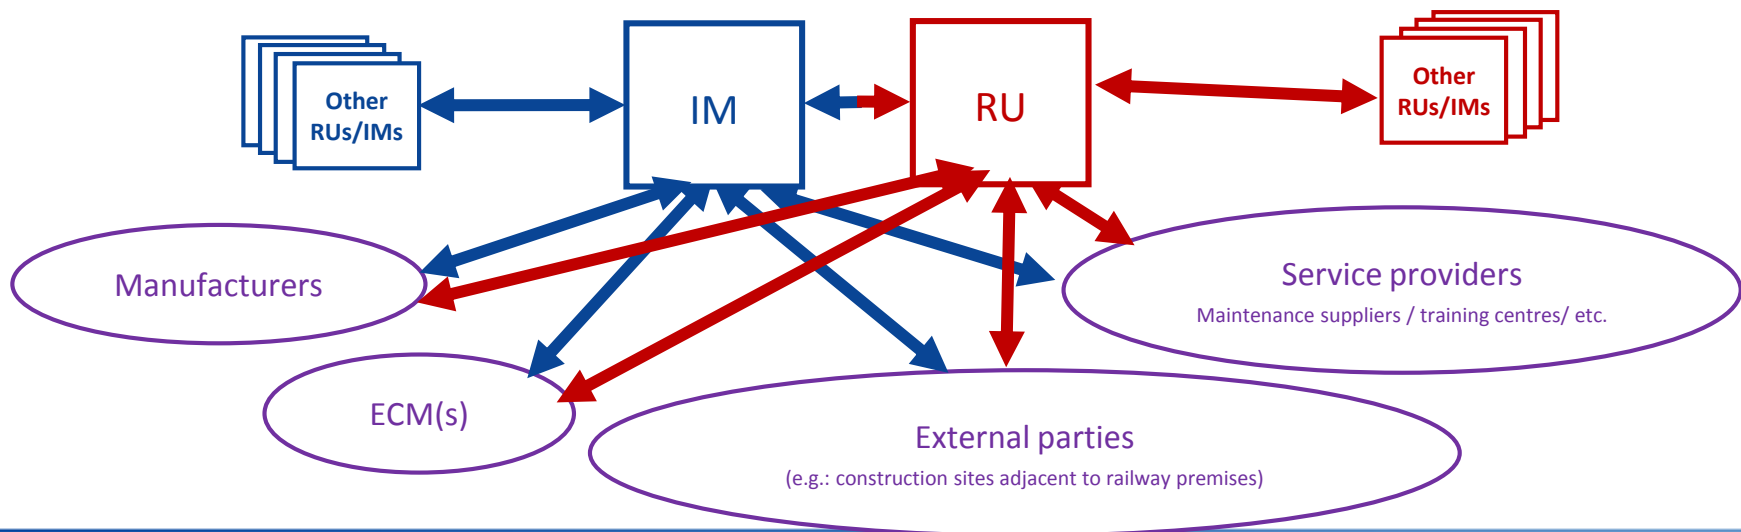 Other
RUs/IMs
IM
RU
Other
RUs/IMs
Manufacturers
Service providers
Maintenance suppliers / training centres/ etc.
ECM(s)
External parties
(e.g.: construction sites adjacent to railway premises)